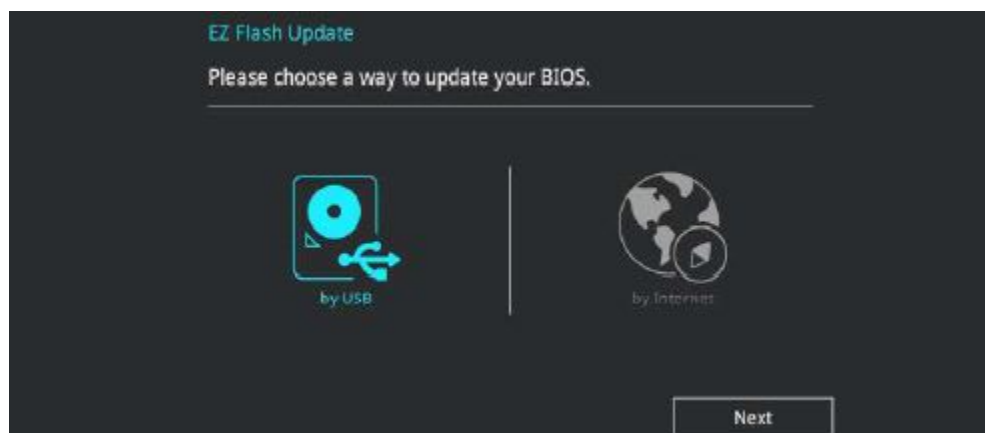 EZ Flash Update
Please choose a way to update your BIOS.
by USB
by Internet
Next